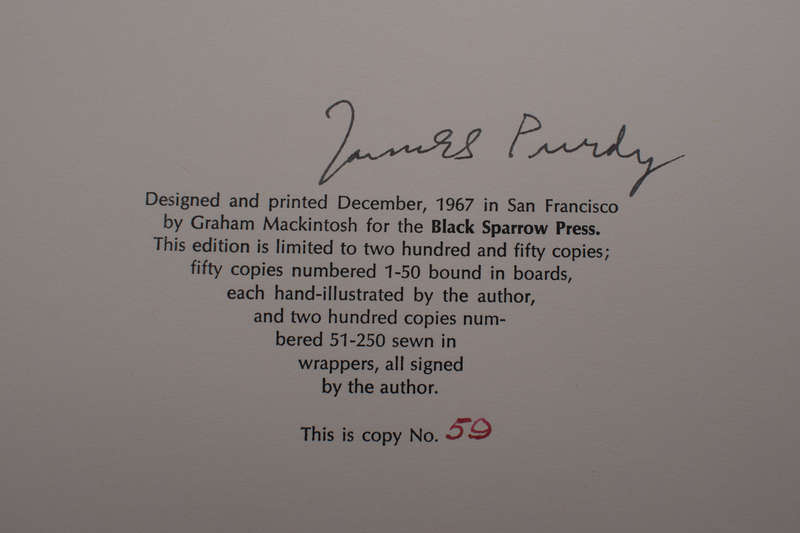 James Purdy
Designed and printed December, 1967 in San Francisco
by Graham Mackintosh for the Black Sparrow Press.
This edition is limited to two hundred and fifty copies;
fifty copies numbered 1-50 bound in boards,
each hand-illustrated by the author,
and two hundred copies num-
bered 51-250 sewn in
wrappers, all signed
by the author.
This is copy No. 59